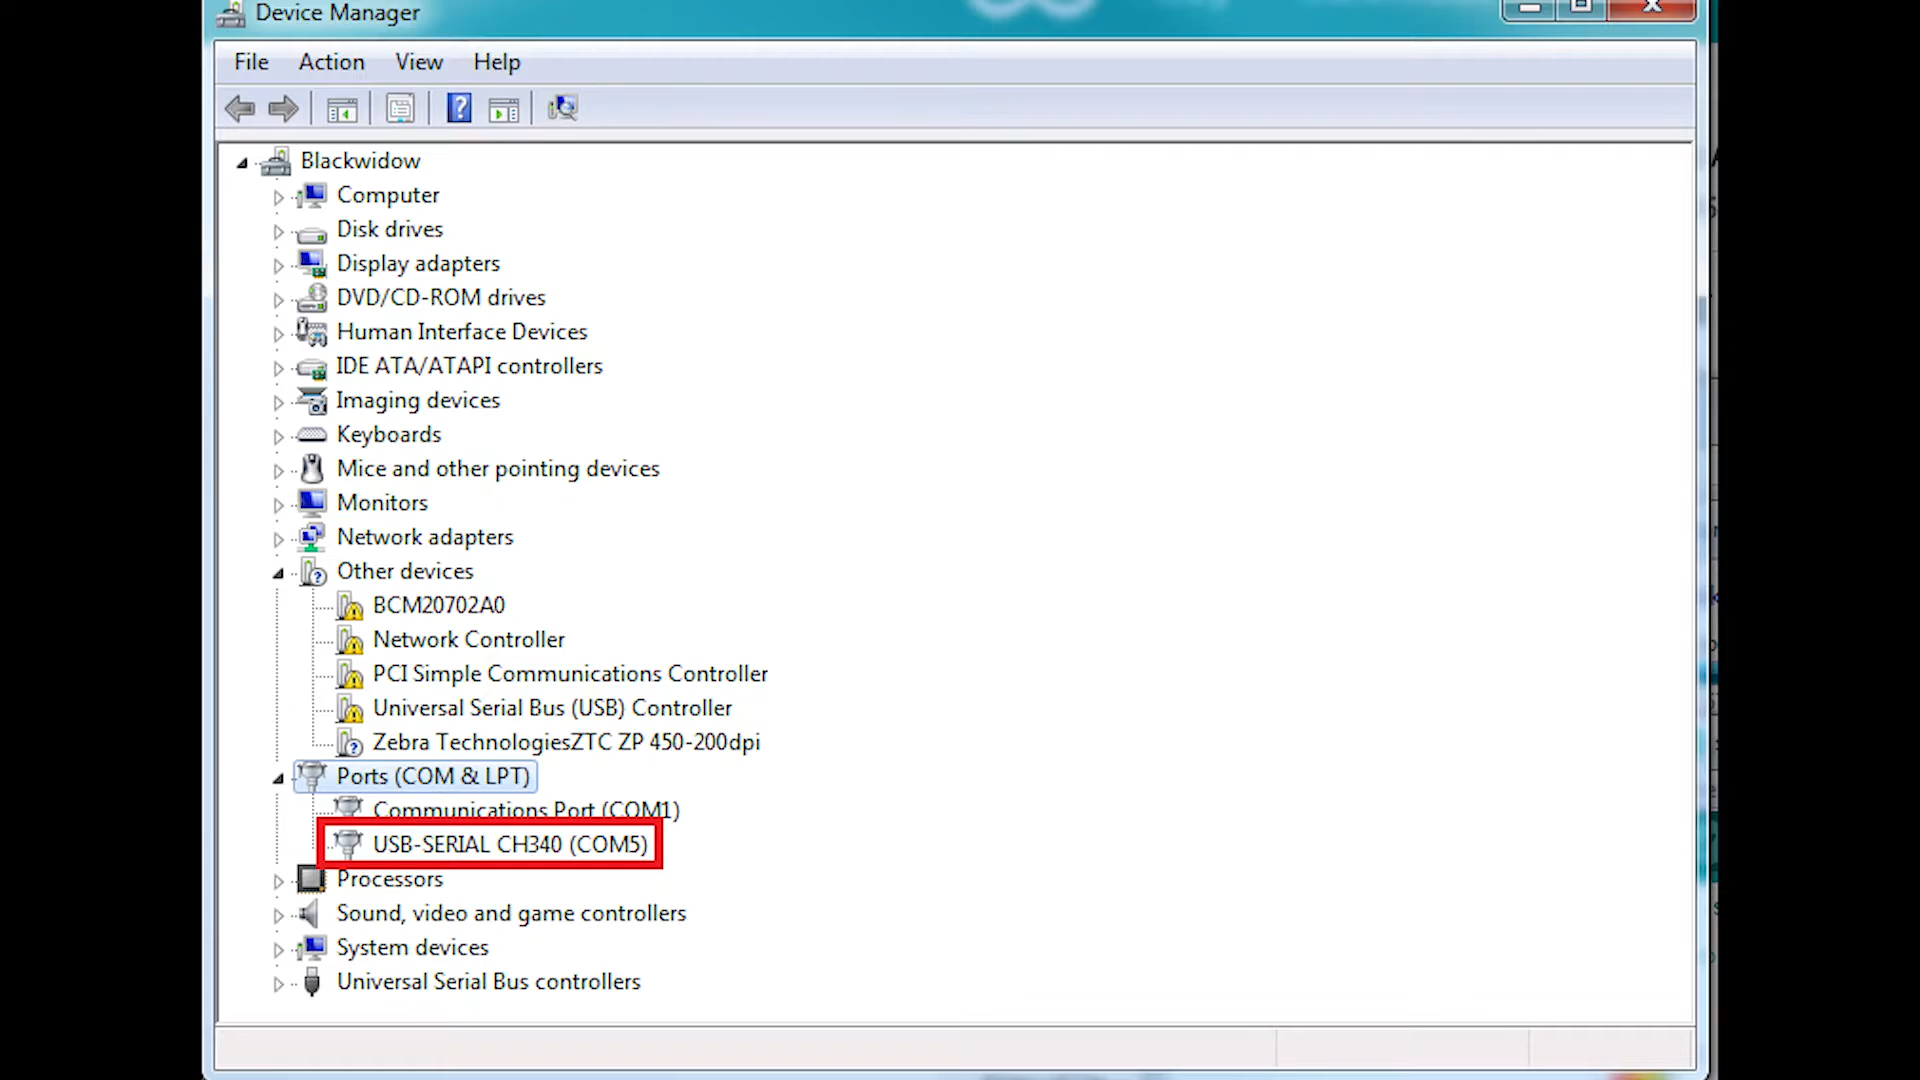 Device Manager
File Action View Help
Blackwidow
Computer
Disk drives
Display adapters
DVD/CD-ROM drives
Human Interface Devices
IDE ATA/ATAPI controllers
Imaging devices
Keyboards
Mice and other pointing devices
Monitors
Network adapters
Other devices
BCM20702A0
Network Controller
PCI Simple Communications Controller
Universal Serial Bus (USB) Controller
Zebra TechnologiesZTC ZP 450-200dpi
Ports (COM & LPT)
Communications Port (COM1)
USB-SERIAL CH340 (COM5)
Processors
Sound, video and game controllers
System devices
Universal Serial Bus controllers